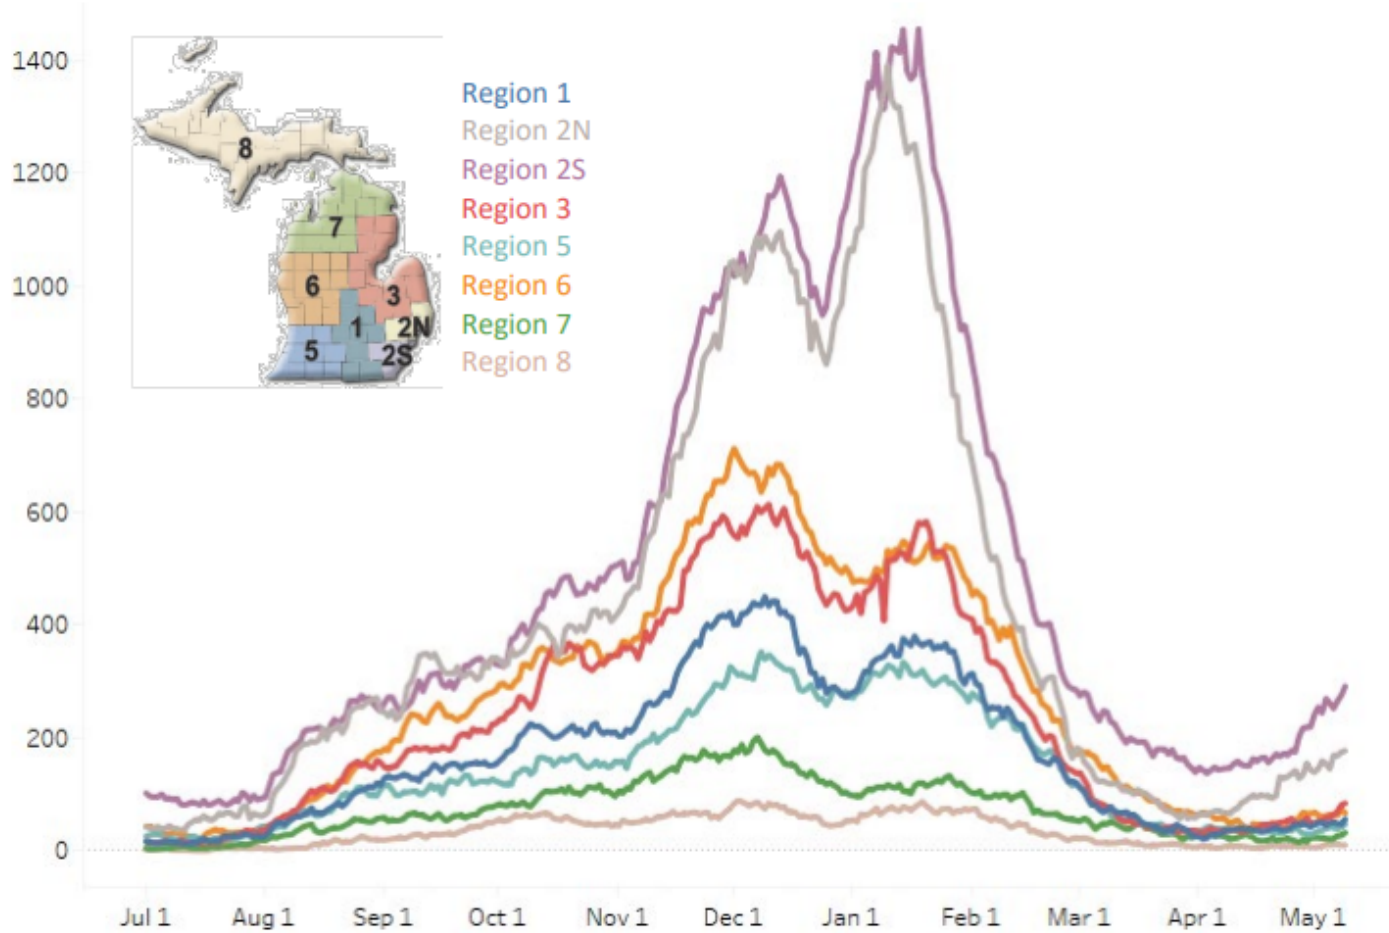 1400
1200
1000
800
600
400
200
0
8
7
6
3
1
2N
5
2S
Region 1
Region 2N
Region 2S
Region 3
Region 5
Region 6
Region 7
Region 8
Jul 1 Aug 1 Sep 1 Oct 1 Nov 1 Dec 1 Jan 1 Feb 1 Mar 1 Apr 1 May 1